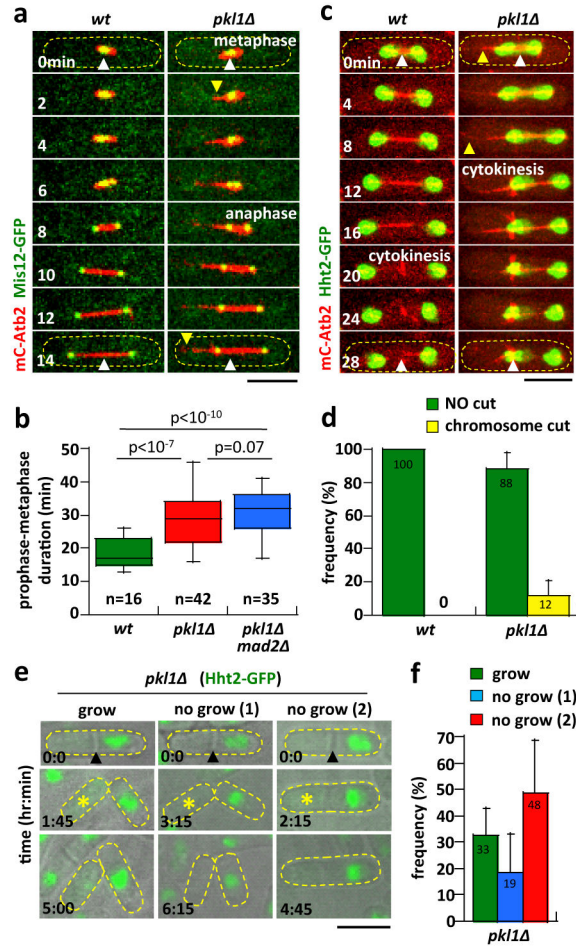 a
wt
pkl1Δ
metaphase
0min
2
4
6
anaphase
8
10
12
14
mC-Atb2 Mis12-GFP
c
wt
pkl1Δ
0min
4
8
12
cytokinesis
16
20
cytokinesis
24
28
mC-Atb2 Hht2-GFP
b
p<10-10
p<10-7
p=0.07
prophase-metaphase
duration (min)
50
40
30
20
10
0
n=16
n=42
n=35
wt
pkl1Δ
pkl1Δ
mad2Δ
d
NO cut
chromosome cut
frequency (%)
100
80
60
40
20
0
100
0
88
12
wt
pkl1Δ
e
pkl1Δ (Hht2-GFP)
grow
no grow (1)
no grow (2)
time (hr:min)
0:0
0:0
0:0
*
*
*
1:45
3:15
2:15
5:00
6:15
4:45
f
grow
no grow (1)
no grow (2)
frequency (%)
70
60
50
40
30
20
10
0
33
19
48
pkl1Δ